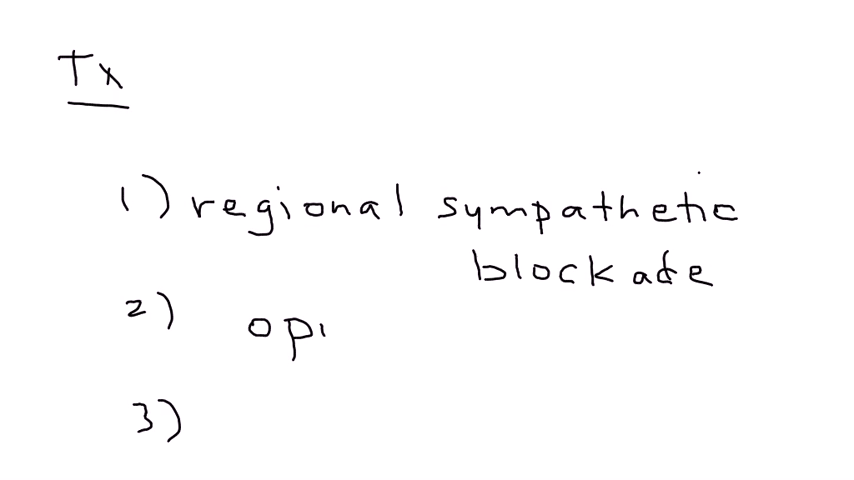 Tx
1) regional sympathetic
blockade
2) opi
3)